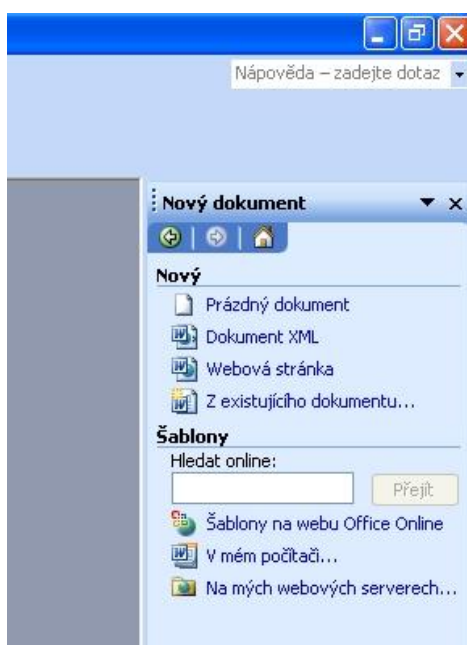 Nápověda – zadejte dotaz
Nový dokument
Nový
Prázdný dokument
Dokument XML
Webová stránka
Z existujícího dokumentu...
Šablony
Hledat online:
Přejít
Šablony na webu Office Online
V mém počítači...
Na mých webových serverech...